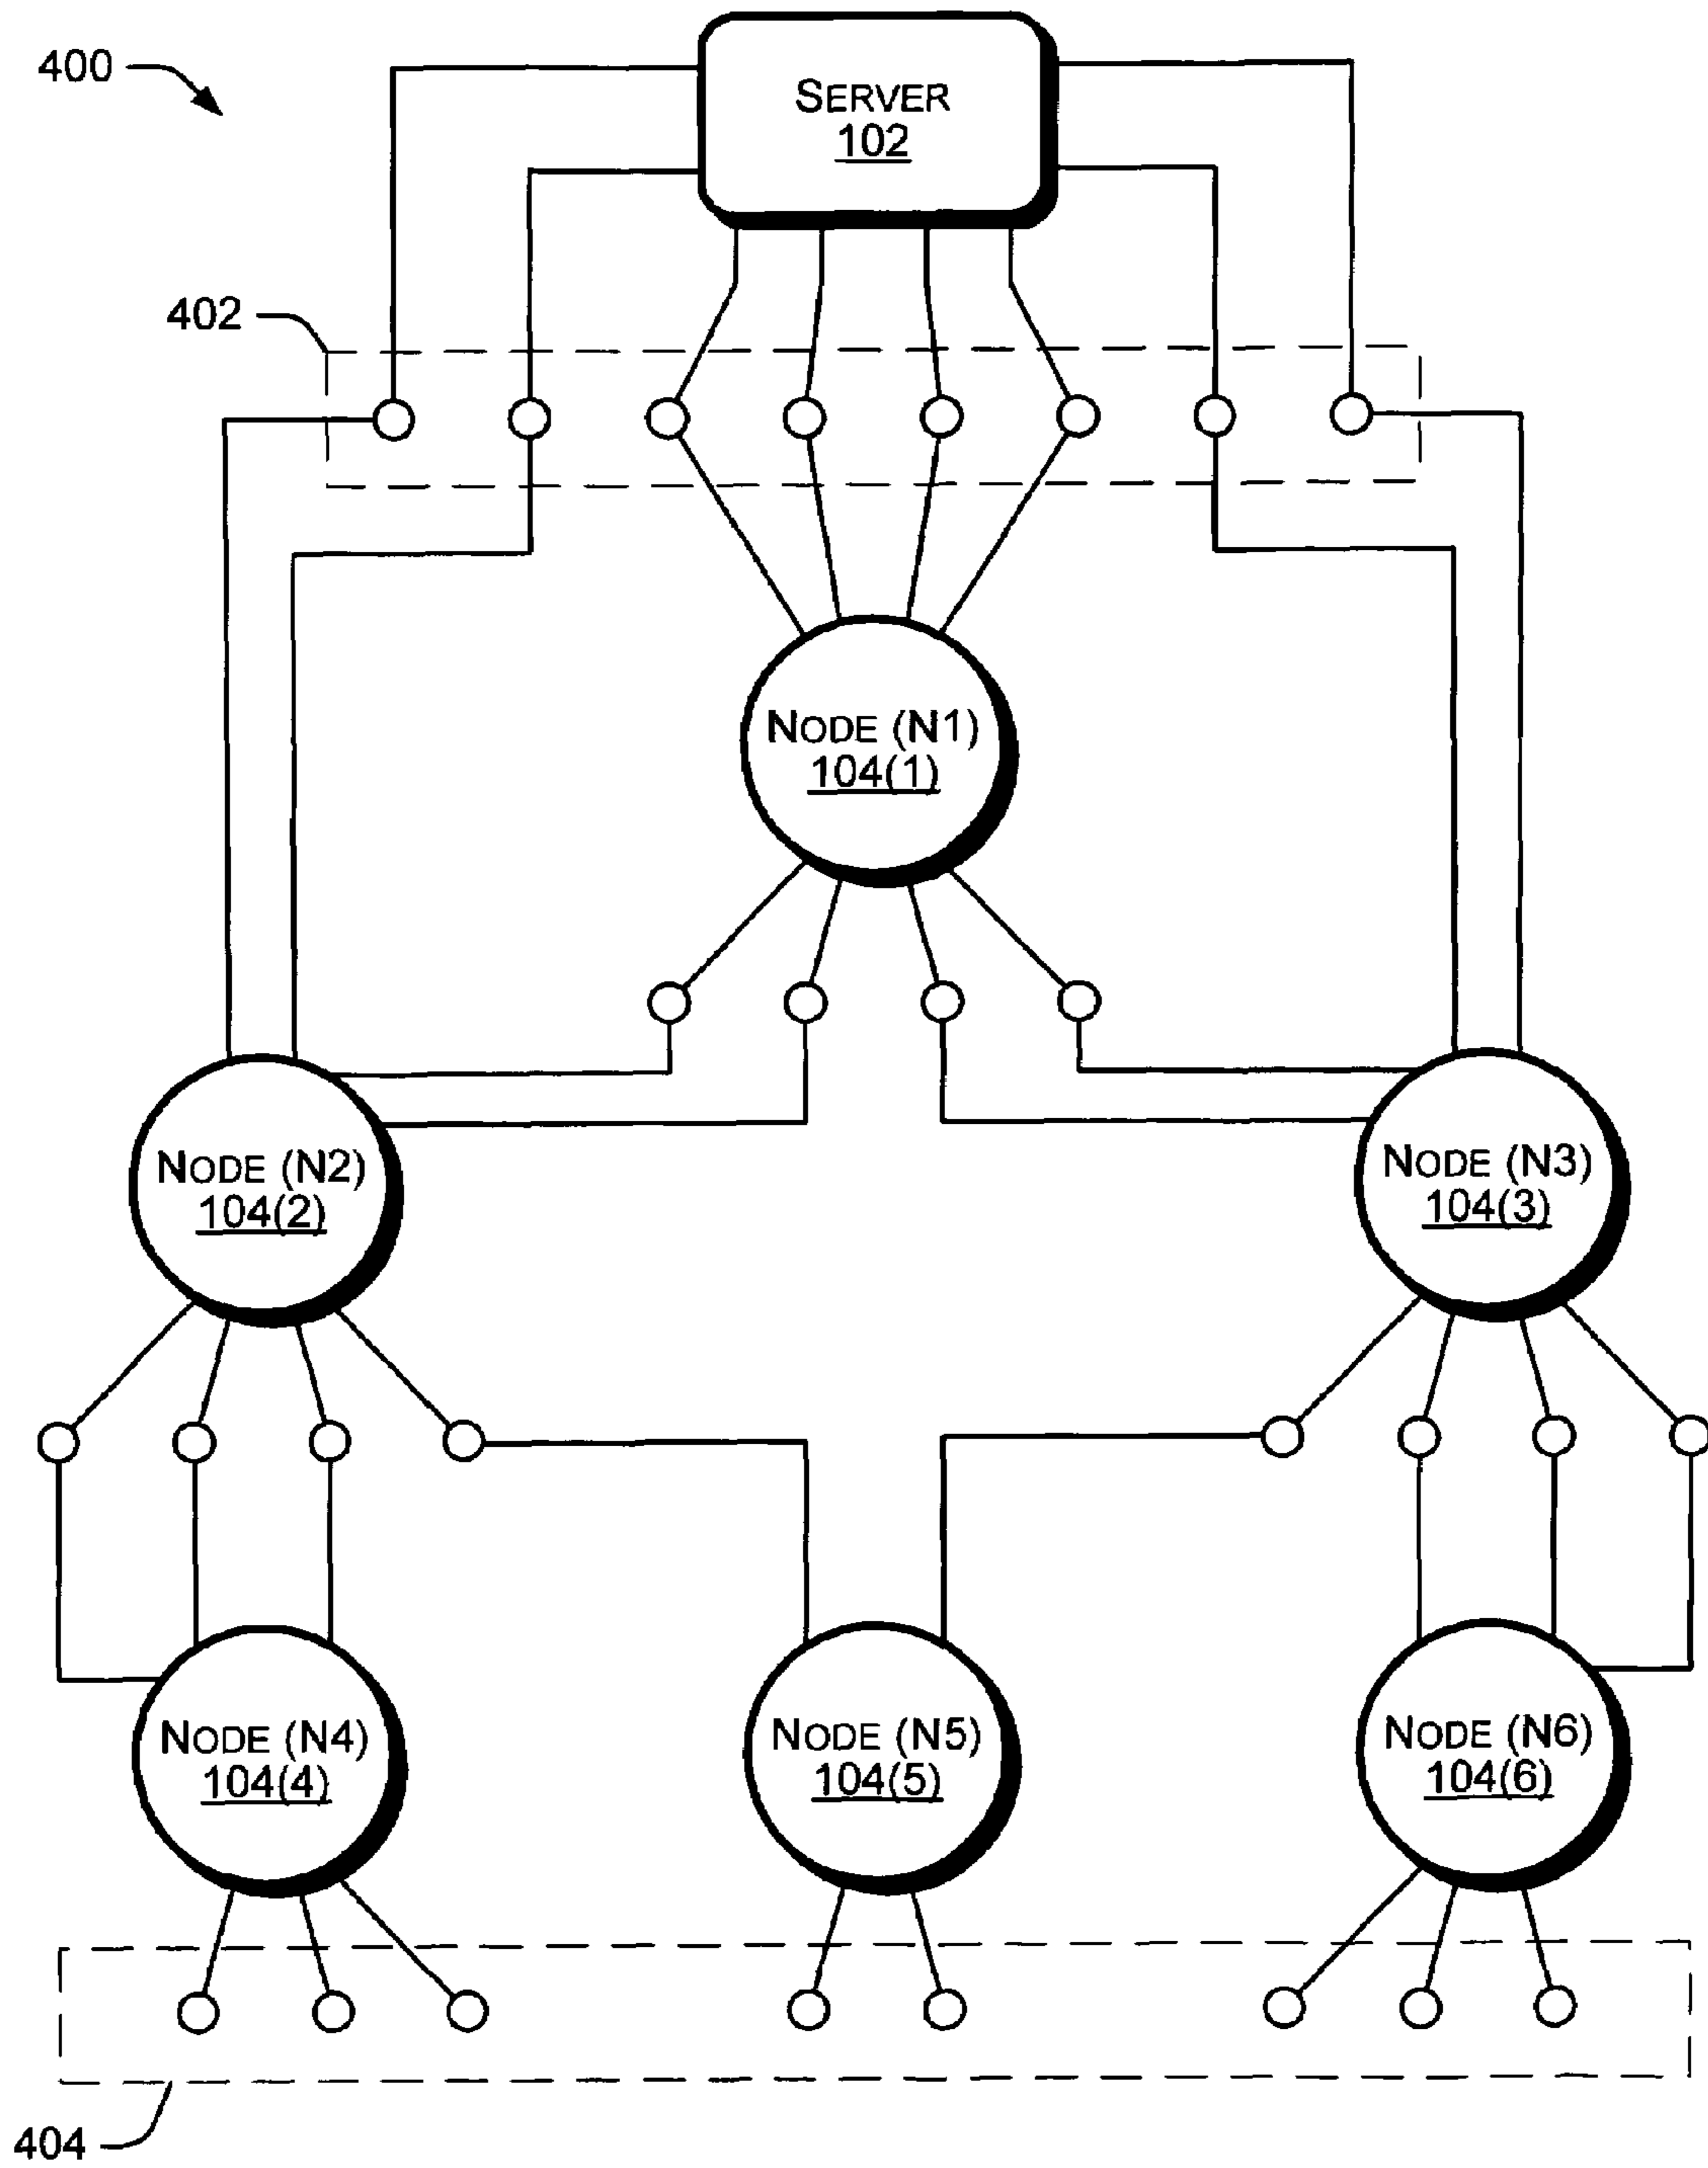 400
SERVER
102
402
NODE (N1)
104(1)
NODE (N2)
104(2)
NODE (N3)
104(3)
NODE (N4)
104(4)
NODE (N5)
104(5)
NODE (N6)
104(6)
404